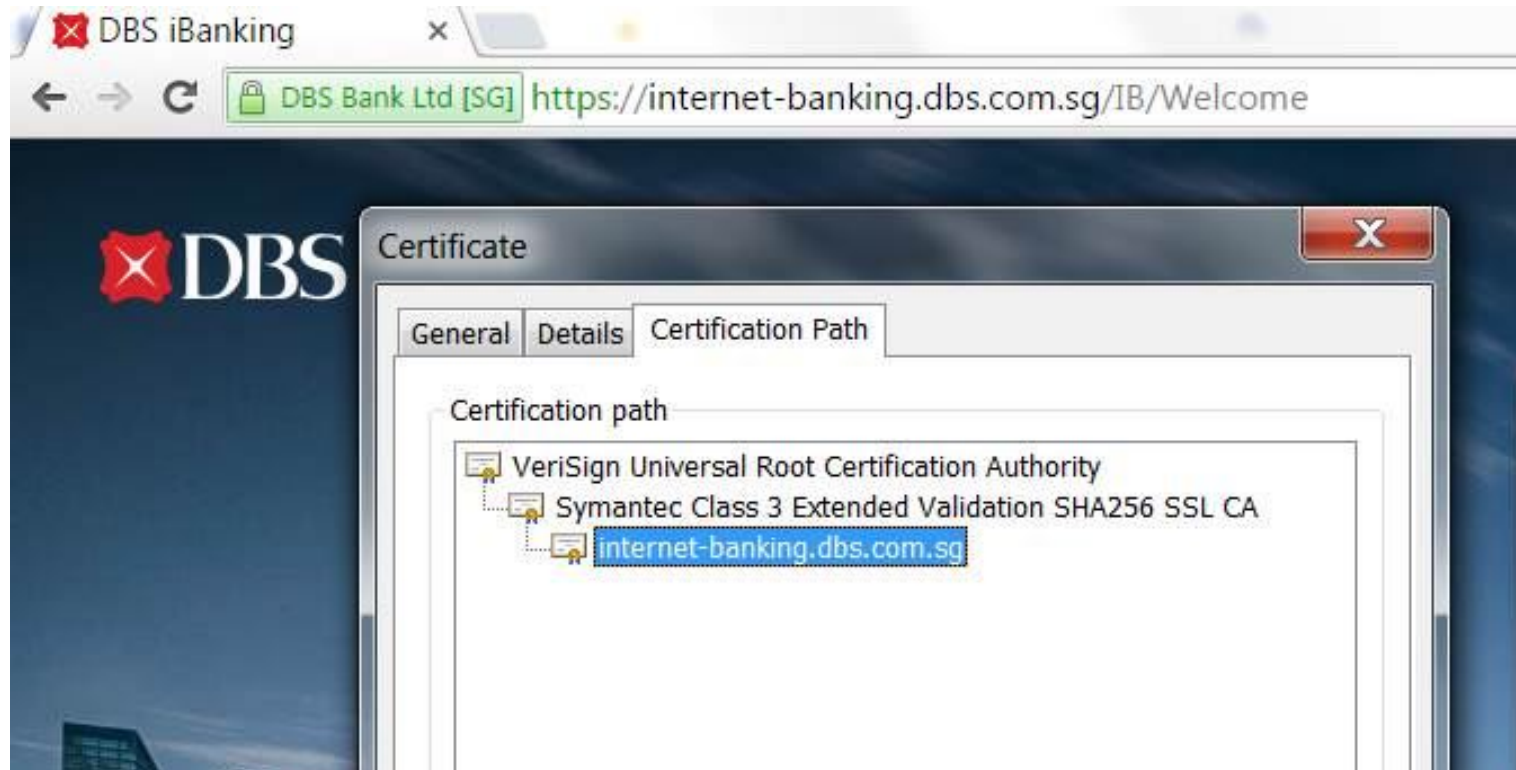 DBS iBanking
DBS Bank Ltd [SG] https://internet-banking.dbs.com.sg/IB/Welcome
DBS
Certificate
General Details Certification Path
Certification path
VeriSign Universal Root Certification Authority
Symantec Class 3 Extended Validation SHA256 SSL CA
internet-banking.dbs.com.sg